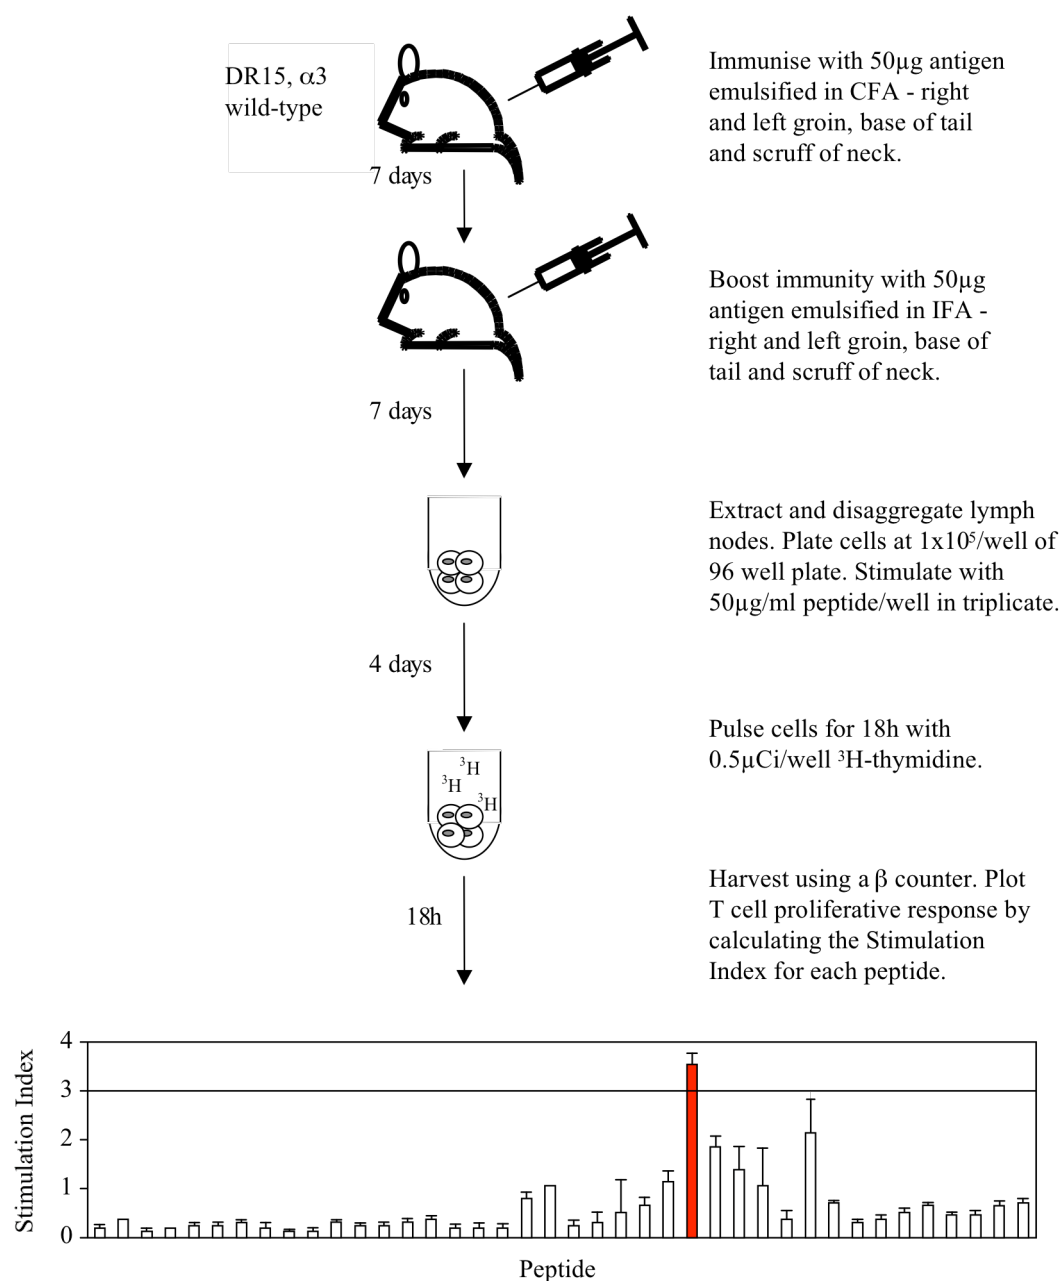 DR15, α3
wild-type
Immunise with 50µg antigen
emulsified in CFA - right
and left groin, base of tail
and scruff of neck.
7 days
Boost immunity with 50µg
antigen emulsified in IFA -
right and left groin, base of
tail and scruff of neck.
7 days
Extract and disaggregate lymph
nodes. Plate cells at 1x10⁵/well of
96 well plate. Stimulate with
50µg/ml peptide/well in triplicate.
4 days
Pulse cells for 18h with
0.5µCi/well ³H-thymidine.
³H
³H
³H
Harvest using a β counter. Plot
T cell proliferative response by
calculating the Stimulation
Index for each peptide.
18h
Stimulation Index
4
3
2
1
0
Peptide